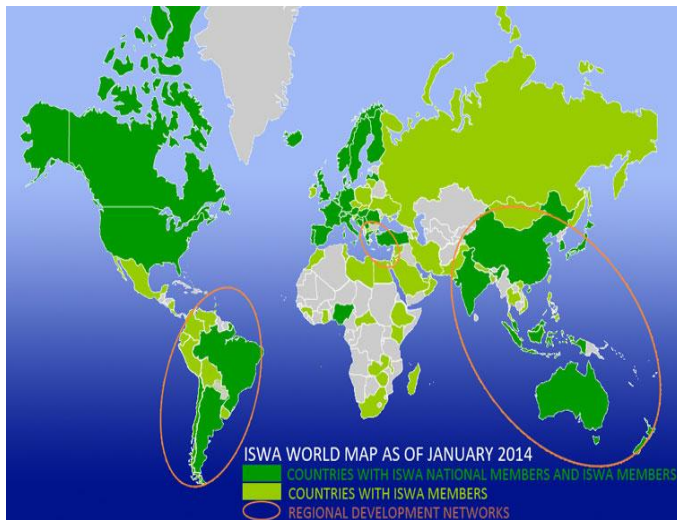 ISWA WORLD MAP AS OF JANUARY 2014
COUNTRIES WITH ISWA NATIONAL MEMBERS AND ISWA MEMBERS
COUNTRIES WITH ISWA MEMBERS
REGIONAL DEVELOPMENT NETWORKS